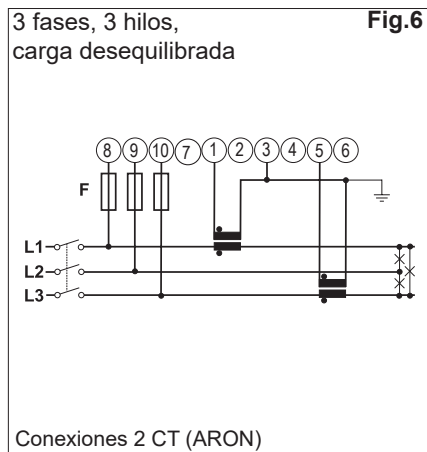 3 fases, 3 hilos,
carga desequilibrada
Fig.6
8 9 10 7 1 2 3 4 5 6
F
L1
L2
L3
Conexiones 2 CT (ARON)